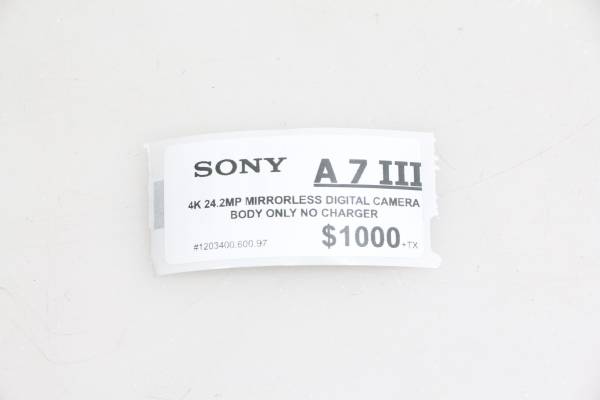 SONY A 7 III
4K 24.2MP MIRRORLESS DIGITAL CAMERA
BODY ONLY NO CHARGER
#1203400.600.97 $1000+TX